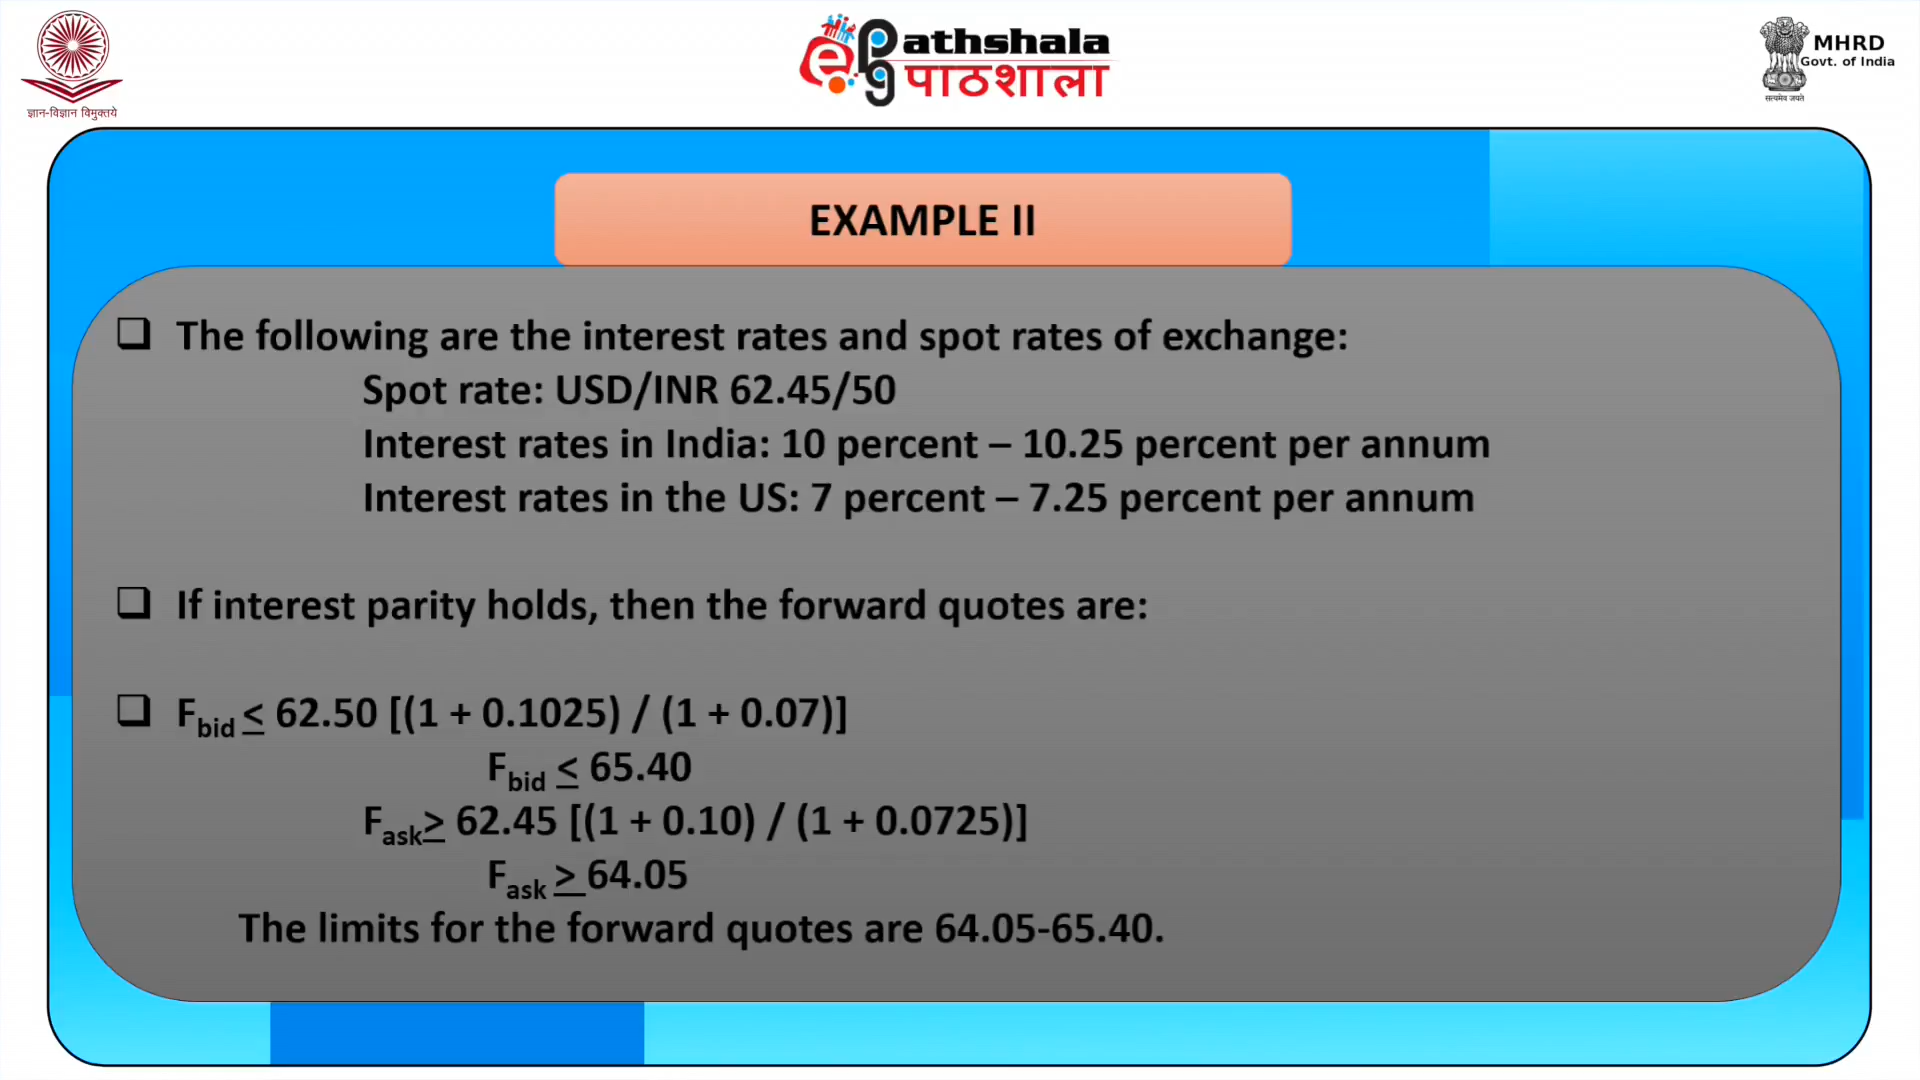 ज्ञान-विज्ञान विमुक्तये
e pg athshala
पाठशाला
MHRD
Govt. of India
सत्यमेव जयते
EXAMPLE II
❑ The following are the interest rates and spot rates of exchange:
Spot rate: USD/INR 62.45/50
Interest rates in India: 10 percent – 10.25 percent per annum
Interest rates in the US: 7 percent – 7.25 percent per annum
❑ If interest parity holds, then the forward quotes are:
❑ Fbid ≤ 62.50 [(1 + 0.1025) / (1 + 0.07)]
Fbid ≤ 65.40
Fask≥ 62.45 [(1 + 0.10) / (1 + 0.0725)]
Fask ≥ 64.05
The limits for the forward quotes are 64.05-65.40.